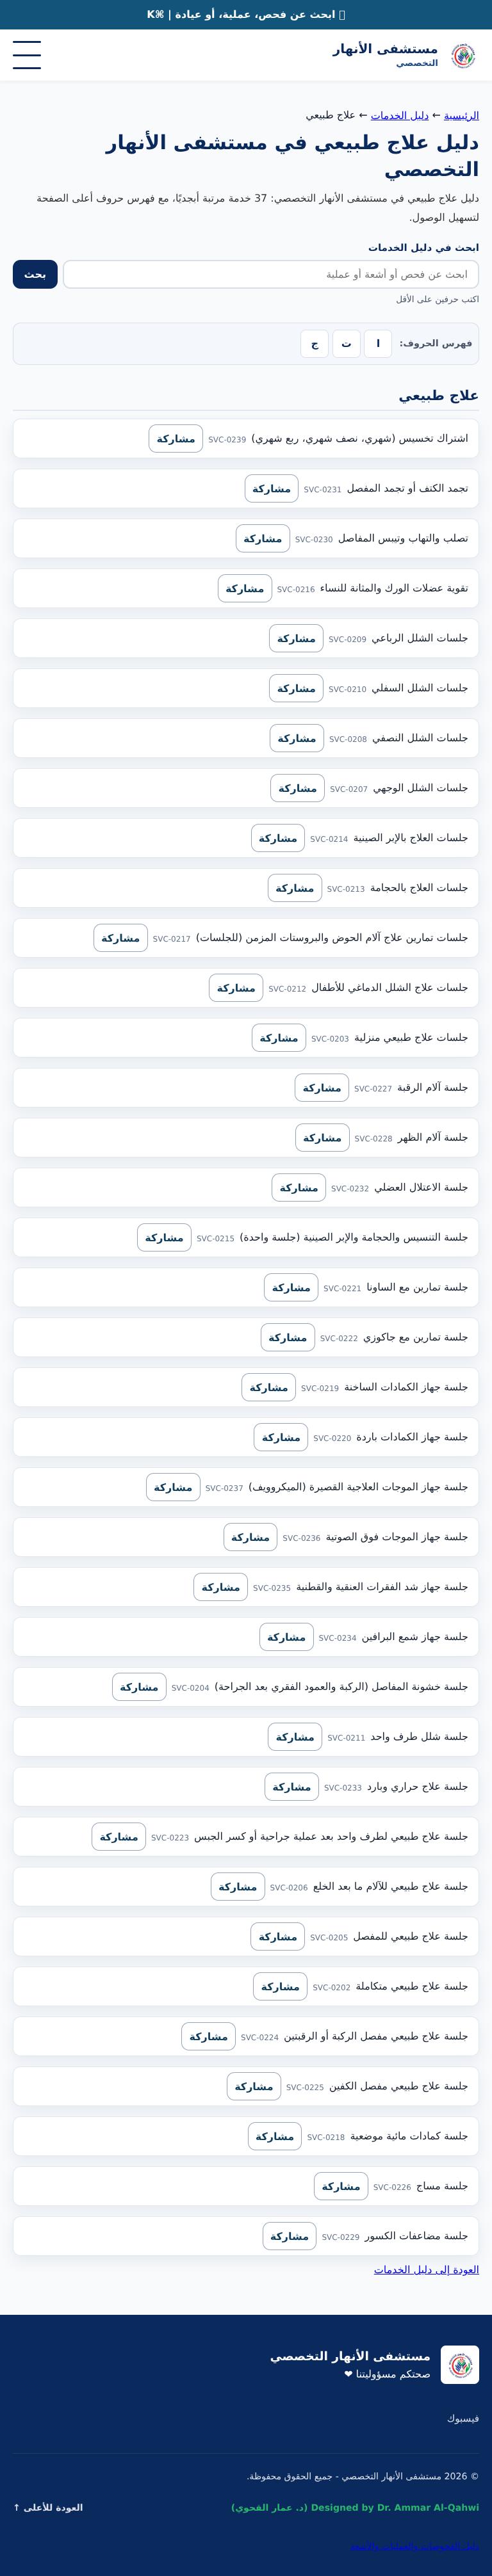 ابحث عن فحص، عملية، أو عيادة | ⌘K
مستشفى الأنهار
التخصصي
الرئيسية ← دليل الخدمات ← علاج طبيعي
دليل علاج طبيعي في مستشفى الأنهار
التخصصي
دليل علاج طبيعي في مستشفى الأنهار التخصصي: 37 خدمة مرتبة أبجديًا، مع فهرس حروف أعلى الصفحة
لتسهيل الوصول.
ابحث في دليل الخدمات
ابحث عن فحص أو أشعة أو عملية
بحث
اكتب حرفين على الأقل
فهرس الحروف: ا ت ج
علاج طبيعي
اشتراك تخسيس (شهري، نصف شهري، ربع شهري) SVC-0239 مشاركة
تجمد الكتف أو تجمد المفصل SVC-0231 مشاركة
تصلب والتهاب وتيبس المفاصل SVC-0230 مشاركة
تقوية عضلات الورك والمثانة للنساء SVC-0216 مشاركة
جلسات الشلل الرباعي SVC-0209 مشاركة
جلسات الشلل السفلي SVC-0210 مشاركة
جلسات الشلل النصفي SVC-0208 مشاركة
جلسات الشلل الوجهي SVC-0207 مشاركة
جلسات العلاج بالإبر الصينية SVC-0214 مشاركة
جلسات العلاج بالحجامة SVC-0213 مشاركة
جلسات تمارين علاج آلام الحوض والبروستات المزمن (للجلسات) SVC-0217 مشاركة
جلسات علاج الشلل الدماغي للأطفال SVC-0212 مشاركة
جلسات علاج طبيعي منزلية SVC-0203 مشاركة
جلسة آلام الرقبة SVC-0227 مشاركة
جلسة آلام الظهر SVC-0228 مشاركة
جلسة الاعتلال العضلي SVC-0232 مشاركة
جلسة التنسيس والحجامة والإبر الصينية (جلسة واحدة) SVC-0215 مشاركة
جلسة تمارين مع الساونا SVC-0221 مشاركة
جلسة تمارين مع جاكوزي SVC-0222 مشاركة
جلسة جهاز الكمادات الساخنة SVC-0219 مشاركة
جلسة جهاز الكمادات باردة SVC-0220 مشاركة
جلسة جهاز الموجات العلاجية القصيرة (الميكروويف) SVC-0237 مشاركة
جلسة جهاز الموجات فوق الصوتية SVC-0236 مشاركة
جلسة جهاز شد الفقرات العنقية والقطنية SVC-0235 مشاركة
جلسة جهاز شمع البرافين SVC-0234 مشاركة
جلسة خشونة المفاصل (الركبة والعمود الفقري بعد الجراحة) SVC-0204 مشاركة
جلسة شلل طرف واحد SVC-0211 مشاركة
جلسة علاج حراري وبارد SVC-0233 مشاركة
جلسة علاج طبيعي لطرف واحد بعد عملية جراحية أو كسر الجبس SVC-0223 مشاركة
جلسة علاج طبيعي للآلام ما بعد الخلع SVC-0206 مشاركة
جلسة علاج طبيعي للمفصل SVC-0205 مشاركة
جلسة علاج طبيعي متكاملة SVC-0202 مشاركة
جلسة علاج طبيعي مفصل الركبة أو الرقبتين SVC-0224 مشاركة
جلسة علاج طبيعي مفصل الكفين SVC-0225 مشاركة
جلسة كمادات مائية موضعية SVC-0218 مشاركة
جلسة مساج SVC-0226 مشاركة
جلسة مضاعفات الكسور SVC-0229 مشاركة
العودة إلى دليل الخدمات
مستشفى الأنهار التخصصي
صحتكم مسؤوليتنا ❤
فيسبوك
© 2026 مستشفى الأنهار التخصصي - جميع الحقوق محفوظة.
Designed by Dr. Ammar Al-Qahwi (د. عمار القحوي)
العودة للأعلى ↑